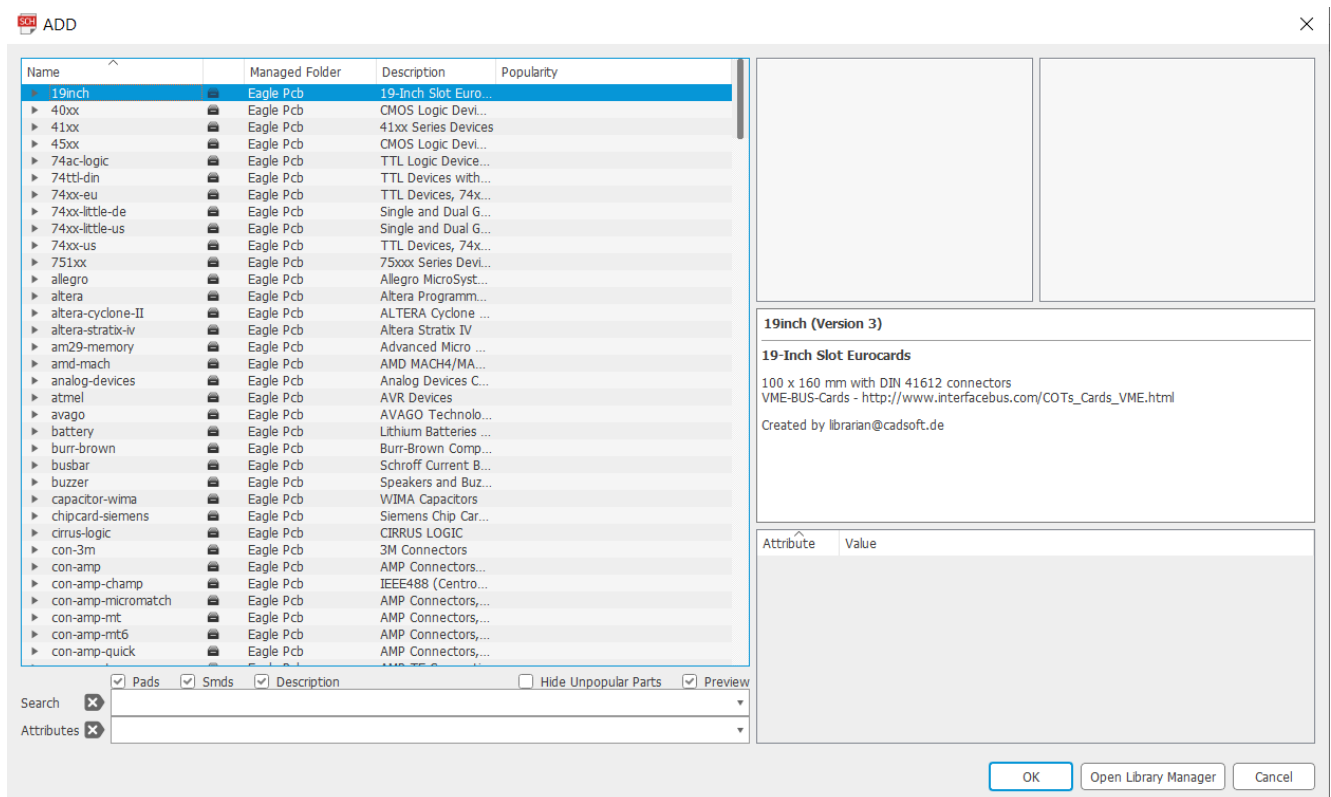 SCH ADD
Name Managed Folder Description Popularity
19inch Eagle Pcb 19-Inch Slot Euro...
40xx Eagle Pcb CMOS Logic Devi...
41xx Eagle Pcb 41xx Series Devices
45xx Eagle Pcb CMOS Logic Devi...
74ac-logic Eagle Pcb TTL Logic Device...
74ttl-din Eagle Pcb TTL Devices with...
74xx-eu Eagle Pcb TTL Devices, 74x...
74xx-little-de Eagle Pcb Single and Dual G...
74xx-little-us Eagle Pcb Single and Dual G...
74xx-us Eagle Pcb TTL Devices, 74x...
751xx Eagle Pcb 75xxx Series Devi...
allegro Eagle Pcb Allegro MicroSyst...
altera Eagle Pcb Altera Programm...
altera-cyclone-II Eagle Pcb ALTERA Cyclone ...
altera-stratix-iv Eagle Pcb Altera Stratix IV
am29-memory Eagle Pcb Advanced Micro ...
amd-mach Eagle Pcb AMD MACH4/MA...
analog-devices Eagle Pcb Analog Devices C...
atmel Eagle Pcb AVR Devices
avago Eagle Pcb AVAGO Technolo...
battery Eagle Pcb Lithium Batteries ...
burr-brown Eagle Pcb Burr-Brown Comp...
busbar Eagle Pcb Schroff Current B...
buzzer Eagle Pcb Speakers and Buz...
capacitor-wima Eagle Pcb WIMA Capacitors
chipcard-siemens Eagle Pcb Siemens Chip Car...
cirrus-logic Eagle Pcb CIRRUS LOGIC
con-3m Eagle Pcb 3M Connectors
con-amp Eagle Pcb AMP Connectors...
con-amp-champ Eagle Pcb IEEE488 (Centro...
con-amp-micromatch Eagle Pcb AMP Connectors,...
con-amp-mt Eagle Pcb AMP Connectors,...
con-amp-mt6 Eagle Pcb AMP Connectors,...
con-amp-quick Eagle Pcb AMP Connectors,...
Pads Smds Description Hide Unpopular Parts Preview
Search
Attributes
19inch (Version 3)
19-Inch Slot Eurocards
100 x 160 mm with DIN 41612 connectors
VME-BUS-Cards - http://www.interfacebus.com/COTs_Cards_VME.html
Created by librarian@cadsoft.de
Attribute Value
OK Open Library Manager Cancel